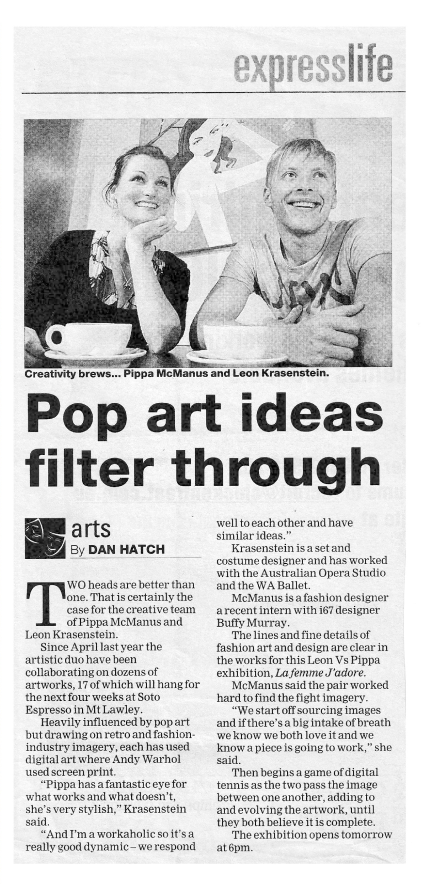 expresslife
Creativity brews... Pippa McManus and Leon Krasenstein.
Pop art ideas
filter through
arts
By DAN HATCH
TWO heads are better than
one. That is certainly the
case for the creative team
of Pippa McManus and
Leon Krasenstein.
Since April last year the
artistic duo have been
collaborating on dozens of
artworks, 17 of which will hang for
the next four weeks at Soto
Espresso in Mt Lawley.
Heavily influenced by pop art
but drawing on retro and fashion-
industry imagery, each has used
digital art where Andy Warhol
used screen print.
"Pippa has a fantastic eye for
what works and what doesn't,
she's very stylish," Krasenstein
said.
"And I'm a workaholic so it's a
really good dynamic – we respond
well to each other and have
similar ideas."
Krasenstein is a set and
costume designer and has worked
with the Australian Opera Studio
and the WA Ballet.
McManus is a fashion designer
a recent intern with i67 designer
Buffy Murray.
The lines and fine details of
fashion art and design are clear in
the works for this Leon Vs Pippa
exhibition, La femme J'adore.
McManus said the pair worked
hard to find the fight imagery.
"We start off sourcing images
and if there's a big intake of breath
we know we both love it and we
know a piece is going to work," she
said.
Then begins a game of digital
tennis as the two pass the image
between one another, adding to
and evolving the artwork, until
they both believe it is complete.
The exhibition opens tomorrow
at 6pm.